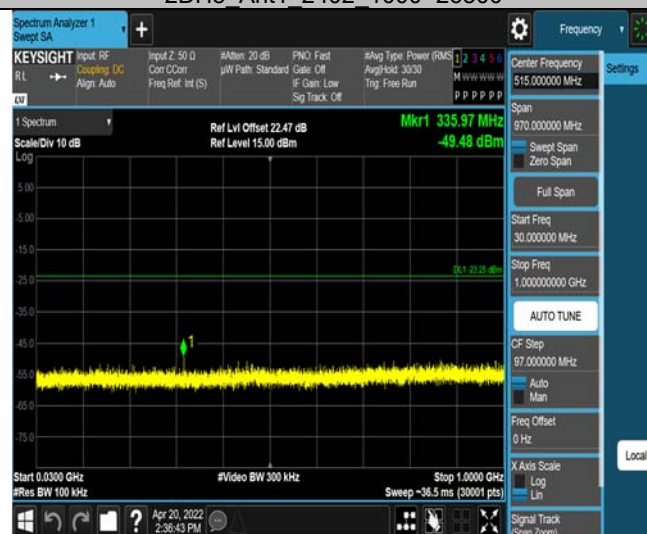 Spectrum Analyzer 1
Swept SA
Frequency
KEYSIGHT
RL
Input: RF
Coupling: DC
Align: Auto
Input Z: 50 Ω
Corr CCorr
Freq Ref: Int (S)
#Atten: 20 dB
µW Path: Standard
PNO: Fast
Gate: Off
IF Gain: Low
Sig Track: Off
#Avg Type: Power (RMS)
Avg|Hold: 30/30
Trig: Free Run
1 2 3 4 5 6
M w w w w w
P P P P P P
LXI
1 Spectrum
Scale/Div 10 dB
Log
Ref Lvl Offset 22.47 dB
Ref Level 15.00 dBm
Mkr1 335.97 MHz
-49.48 dBm
5.00
-5.00
-15.0
DL1 -23.25 dBm
-25.0
-35.0
1
-45.0
-55.0
-65.0
-75.0
Start 0.0300 GHz
#Res BW 100 kHz
#Video BW 300 kHz
Stop 1.0000 GHz
Sweep ~36.5 ms (30001 pts)
Apr 20, 2022
2:36:43 PM
Center Frequency
515.000000 MHz
Span
970.000000 MHz
Swept Span
Zero Span
Full Span
Start Freq
30.000000 MHz
Stop Freq
1.000000000 GHz
AUTO TUNE
CF Step
97.000000 MHz
Auto
Man
Freq Offset
0 Hz
X Axis Scale
Log
Lin
Signal Track
(Span Zoom)
Settings
Local